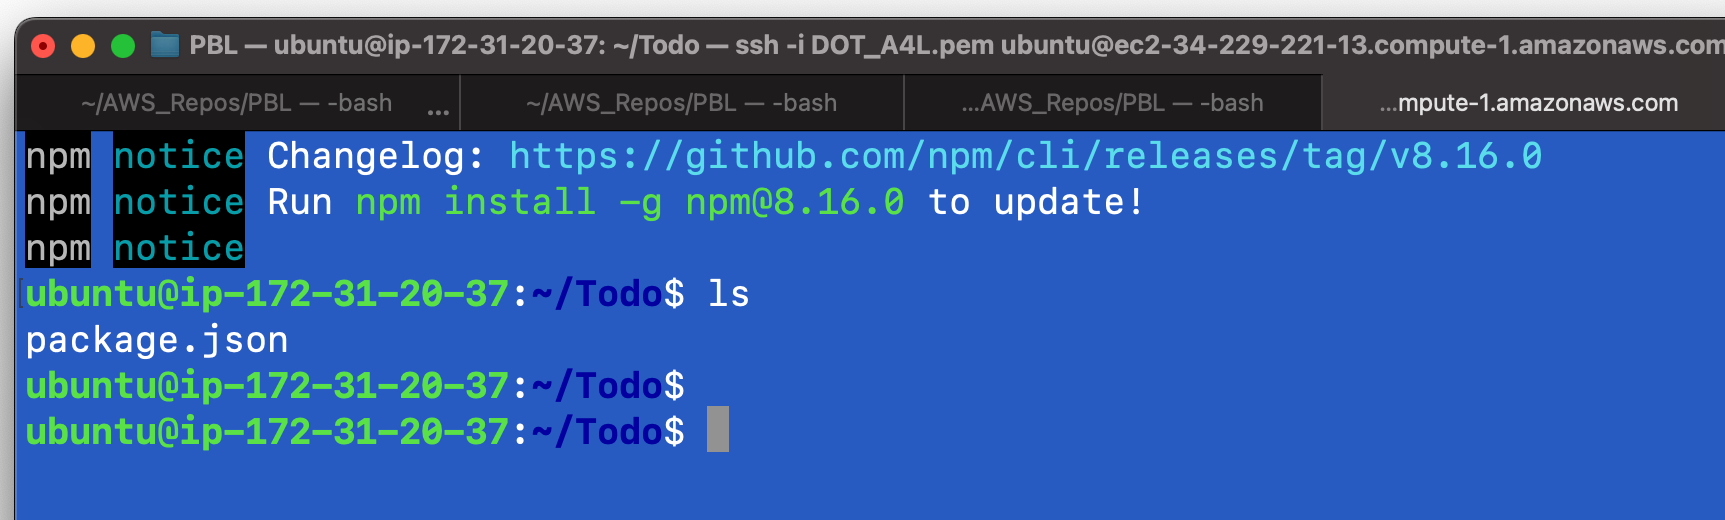 PBL — ubuntu@ip-172-31-20-37: ~/Todo — ssh -i DOT_A4L.pem ubuntu@ec2-34-229-221-13.compute-1.amazonaws.com
~/AWS_Repos/PBL — -bash ... ~/AWS_Repos/PBL — -bash ...AWS_Repos/PBL — -bash ...mpute-1.amazonaws.com
npm notice Changelog: https://github.com/npm/cli/releases/tag/v8.16.0
npm notice Run npm install -g npm@8.16.0 to update!
npm notice
ubuntu@ip-172-31-20-37:~/Todo$ ls
package.json
ubuntu@ip-172-31-20-37:~/Todo$
ubuntu@ip-172-31-20-37:~/Todo$